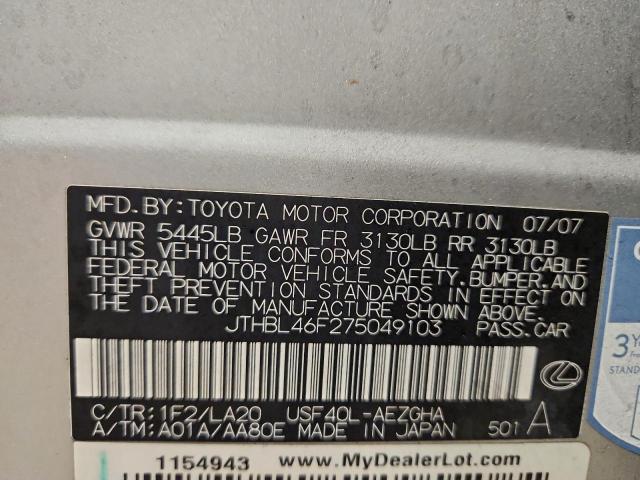 MFD. BY: TOYOTA MOTOR CORPORATION 07/07
GVWR 5445LB GAWR FR 3130LB RR 3130LB
THIS VEHICLE CONFORMS TO ALL APPLICABLE
FEDERAL MOTOR VEHICLE SAFETY, BUMPER, AND
THEFT PREVENTION STANDARDS IN EFFECT ON
THE DATE OF MANUFACTURE SHOWN ABOVE.
JTHBL46F275049103 PASS. CAR
C/TR: 1F2/LA20 USF40L-AEZGHA
A/TM: A01A/AA80E MADE IN JAPAN 501 A
1154943 www.MyDealerLot.com
3